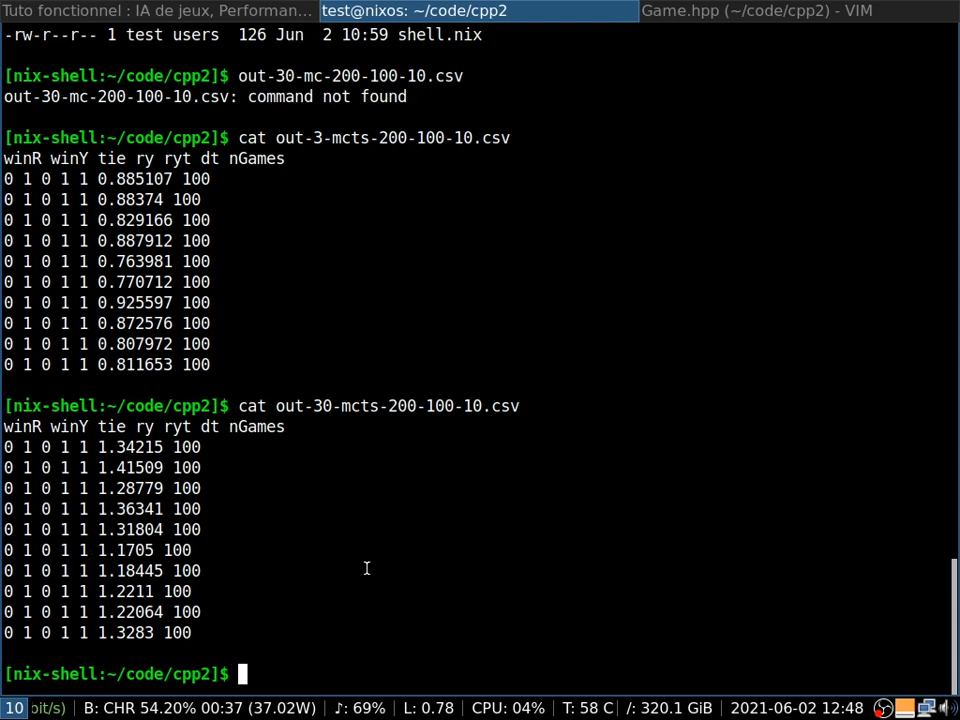 Tuto fonctionnel : IA de jeux, Performan... test@nixos: ~/code/cpp2 Game.hpp (~/code/cpp2) - VIM
-rw-r--r-- 1 test users  126 Jun  2 10:59 shell.nix
[nix-shell:~/code/cpp2]$ out-30-mc-200-100-10.csv
out-30-mc-200-100-10.csv: command not found
[nix-shell:~/code/cpp2]$ cat out-3-mcts-200-100-10.csv
winR winY tie ry ryt dt nGames
0 1 0 1 1 0.885107 100
0 1 0 1 1 0.88374 100
0 1 0 1 1 0.829166 100
0 1 0 1 1 0.887912 100
0 1 0 1 1 0.763981 100
0 1 0 1 1 0.770712 100
0 1 0 1 1 0.925597 100
0 1 0 1 1 0.872576 100
0 1 0 1 1 0.807972 100
0 1 0 1 1 0.811653 100
[nix-shell:~/code/cpp2]$ cat out-30-mcts-200-100-10.csv
winR winY tie ry ryt dt nGames
0 1 0 1 1 1.34215 100
0 1 0 1 1 1.41509 100
0 1 0 1 1 1.28779 100
0 1 0 1 1 1.36341 100
0 1 0 1 1 1.31804 100
0 1 0 1 1 1.1705 100
0 1 0 1 1 1.18445 100
0 1 0 1 1 1.2211 100
0 1 0 1 1 1.22064 100
0 1 0 1 1 1.3283 100
[nix-shell:~/code/cpp2]$
10 bit/s) | B: CHR 54.20% 00:37 (37.02W) | ♪: 69% | L: 0.78 | CPU: 04% | T: 58 C | /: 320.1 GiB | 2021-06-02 12:48